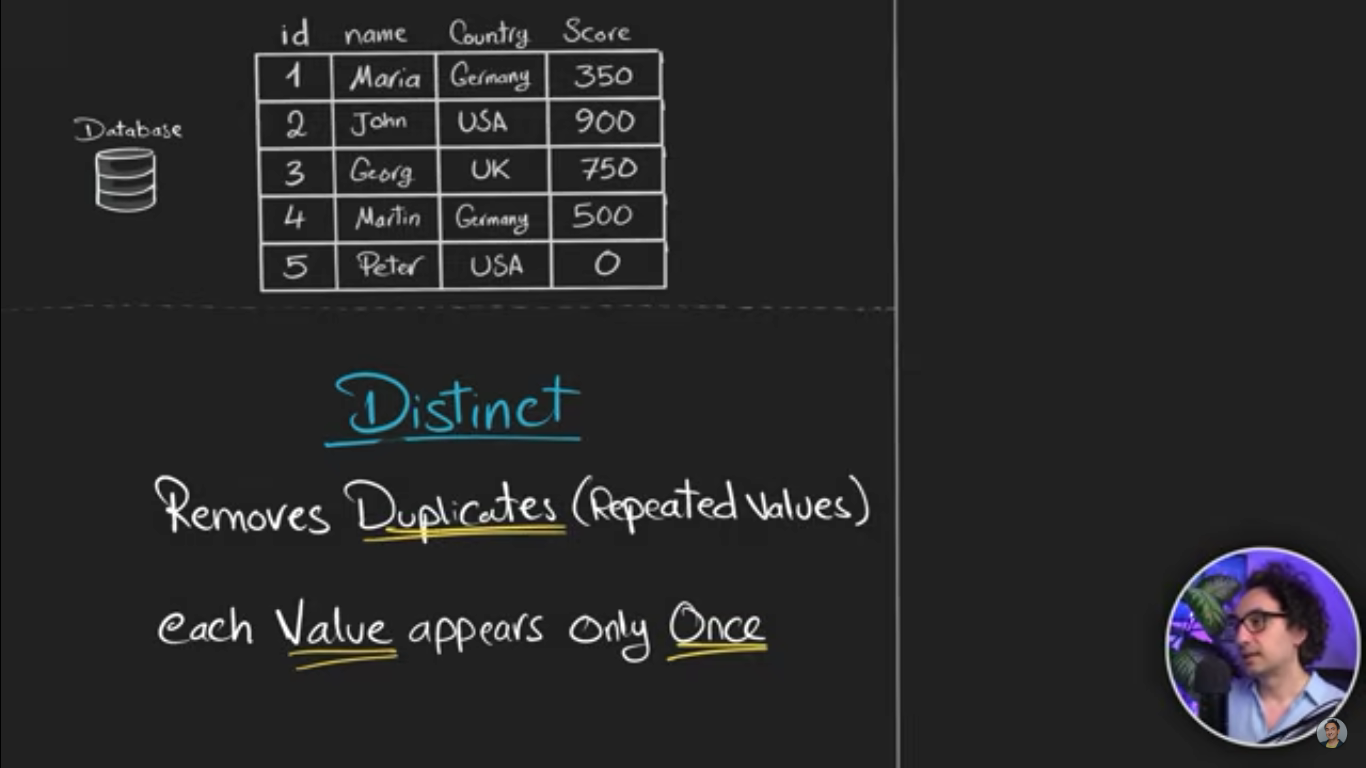 id name Country Score
1 Maria Germany 350
2 John USA 900
Database
3 Georg UK 750
4 Martin Germany 500
5 Peter USA 0
Distinct
Removes Duplicates (Repeated Values)
each Value appears only Once